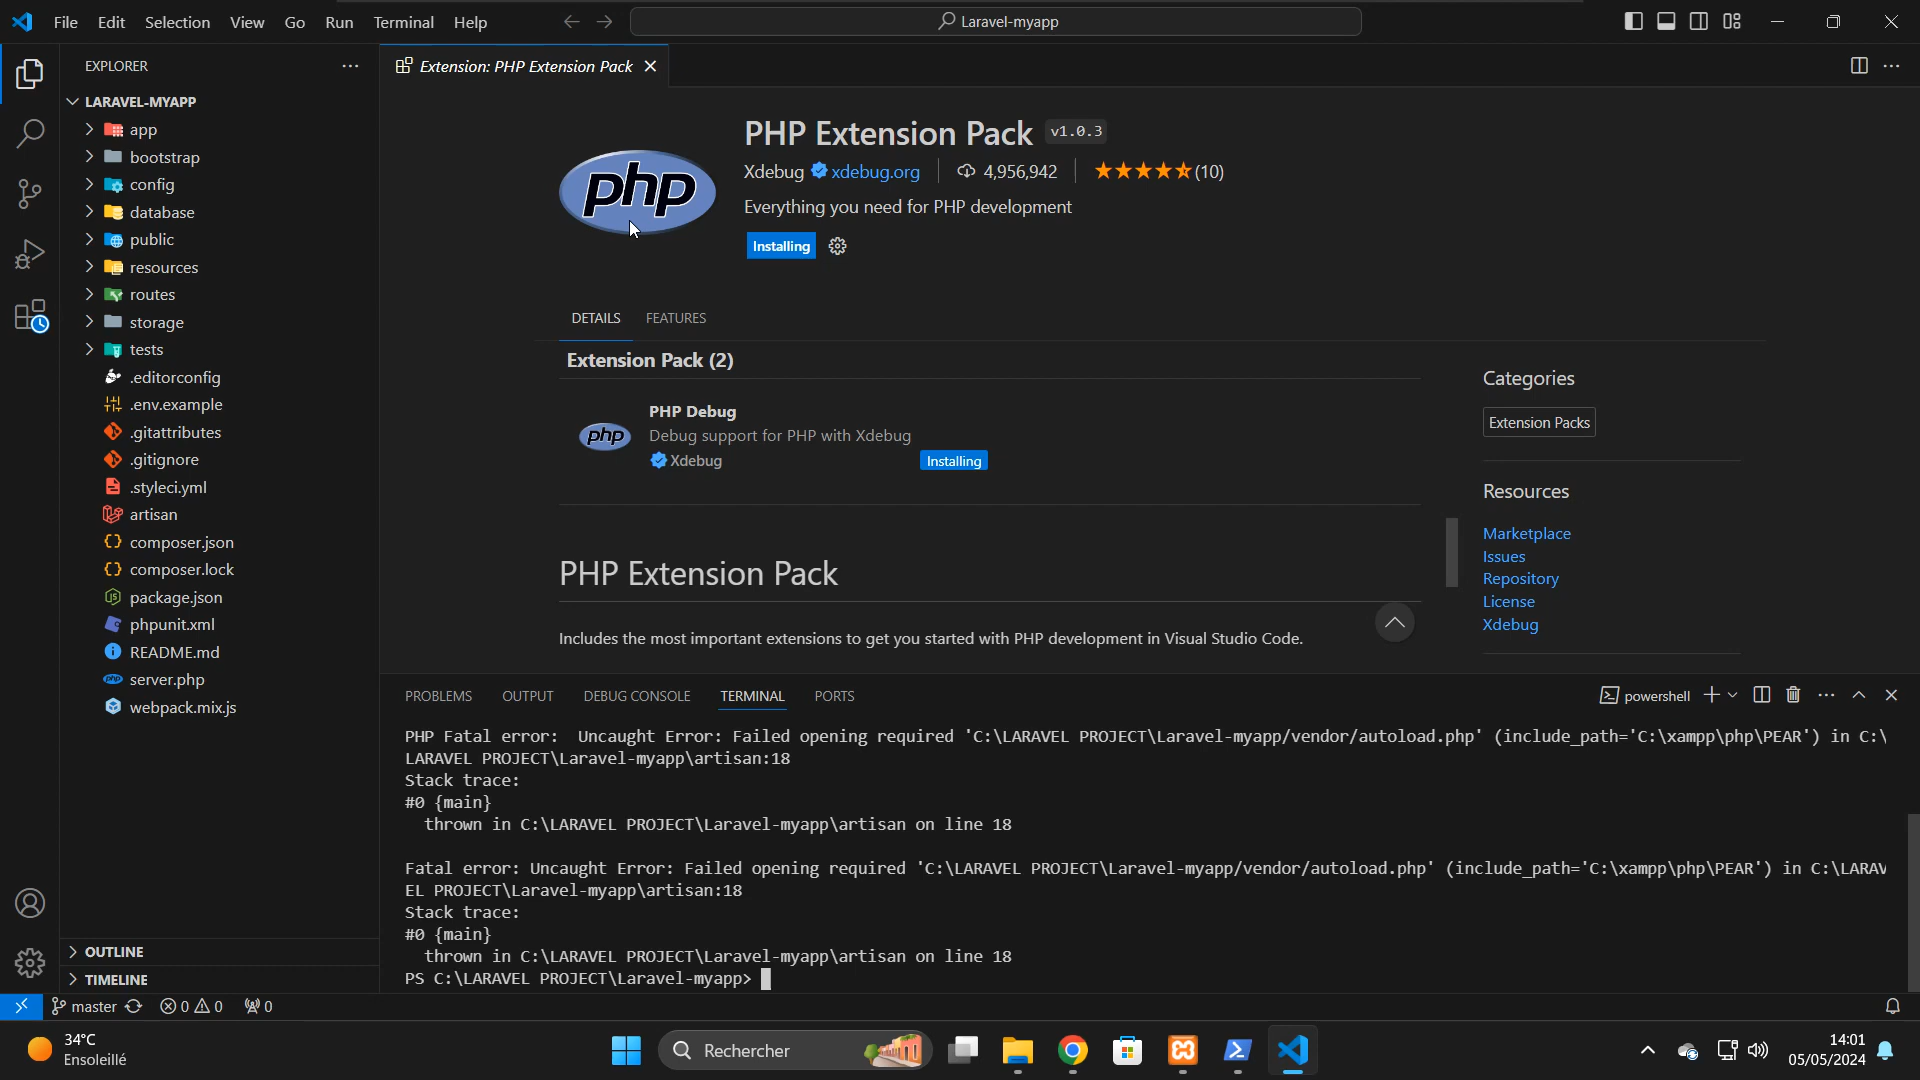 File Edit Selection View Go Run Terminal Help
Laravel-myapp
EXPLORER
LARAVEL-MYAPP
app
bootstrap
config
database
public
resources
routes
storage
tests
.editorconfig
.env.example
.gitattributes
.gitignore
.styleci.yml
artisan
composer.json
composer.lock
package.json
phpunit.xml
README.md
server.php
webpack.mix.js
OUTLINE
TIMELINE
Extension: PHP Extension Pack
php
PHP Extension Pack v1.0.3
Xdebug xdebug.org 4,956,942 (10)
Everything you need for PHP development
Installing
DETAILS FEATURES
Extension Pack (2)
php
PHP Debug
Debug support for PHP with Xdebug
Xdebug Installing
PHP Extension Pack
Includes the most important extensions to get you started with PHP development in Visual Studio Code.
Categories
Extension Packs
Resources
Marketplace
Issues
Repository
License
Xdebug
PROBLEMS OUTPUT DEBUG CONSOLE TERMINAL PORTS
powershell
PHP Fatal error:  Uncaught Error: Failed opening required 'C:\LARAVEL PROJECT\Laravel-myapp/vendor/autoload.php' (include_path='C:\xampp\php\PEAR') in C:\
LARAVEL PROJECT\Laravel-myapp\artisan:18
Stack trace:
#0 {main}
  thrown in C:\LARAVEL PROJECT\Laravel-myapp\artisan on line 18
Fatal error: Uncaught Error: Failed opening required 'C:\LARAVEL PROJECT\Laravel-myapp/vendor/autoload.php' (include_path='C:\xampp\php\PEAR') in C:\LARAV
EL PROJECT\Laravel-myapp\artisan:18
Stack trace:
#0 {main}
  thrown in C:\LARAVEL PROJECT\Laravel-myapp\artisan on line 18
PS C:\LARAVEL PROJECT\Laravel-myapp>
master 0 0 0
34°C
Ensoleillé
Rechercher
14:01
05/05/2024